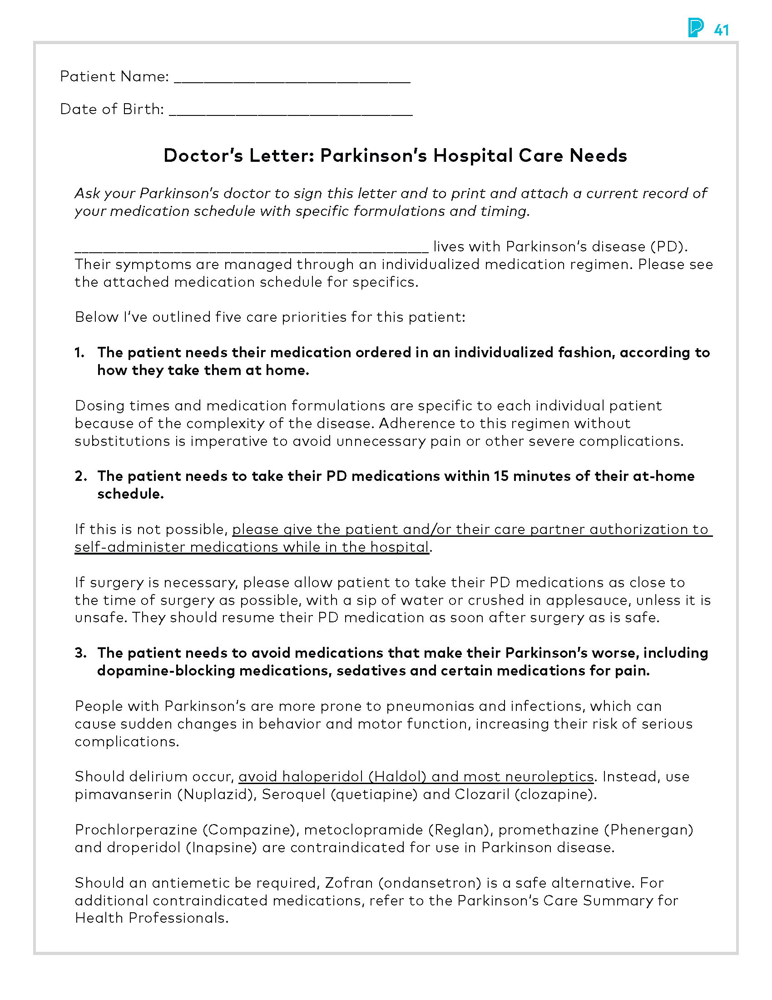 41
Patient Name: ________________________________
Date of Birth: _________________________________
Doctor’s Letter: Parkinson’s Hospital Care Needs
Ask your Parkinson’s doctor to sign this letter and to print and attach a current record of
your medication schedule with specific formulations and timing.
________________________________________________ lives with Parkinson’s disease (PD).
Their symptoms are managed through an individualized medication regimen. Please see
the attached medication schedule for specifics.
Below I’ve outlined five care priorities for this patient:
1. The patient needs their medication ordered in an individualized fashion, according to
how they take them at home.
Dosing times and medication formulations are specific to each individual patient
because of the complexity of the disease. Adherence to this regimen without
substitutions is imperative to avoid unnecessary pain or other severe complications.
2. The patient needs to take their PD medications within 15 minutes of their at-home
schedule.
If this is not possible, please give the patient and/or their care partner authorization to
self-administer medications while in the hospital.
If surgery is necessary, please allow patient to take their PD medications as close to
the time of surgery as possible, with a sip of water or crushed in applesauce, unless it is
unsafe. They should resume their PD medication as soon after surgery as is safe.
3. The patient needs to avoid medications that make their Parkinson’s worse, including
dopamine-blocking medications, sedatives and certain medications for pain.
People with Parkinson’s are more prone to pneumonias and infections, which can
cause sudden changes in behavior and motor function, increasing their risk of serious
complications.
Should delirium occur, avoid haloperidol (Haldol) and most neuroleptics. Instead, use
pimavanserin (Nuplazid), Seroquel (quetiapine) and Clozaril (clozapine).
Prochlorperazine (Compazine), metoclopramide (Reglan), promethazine (Phenergan)
and droperidol (Inapsine) are contraindicated for use in Parkinson disease.
Should an antiemetic be required, Zofran (ondansetron) is a safe alternative. For
additional contraindicated medications, refer to the Parkinson’s Care Summary for
Health Professionals.